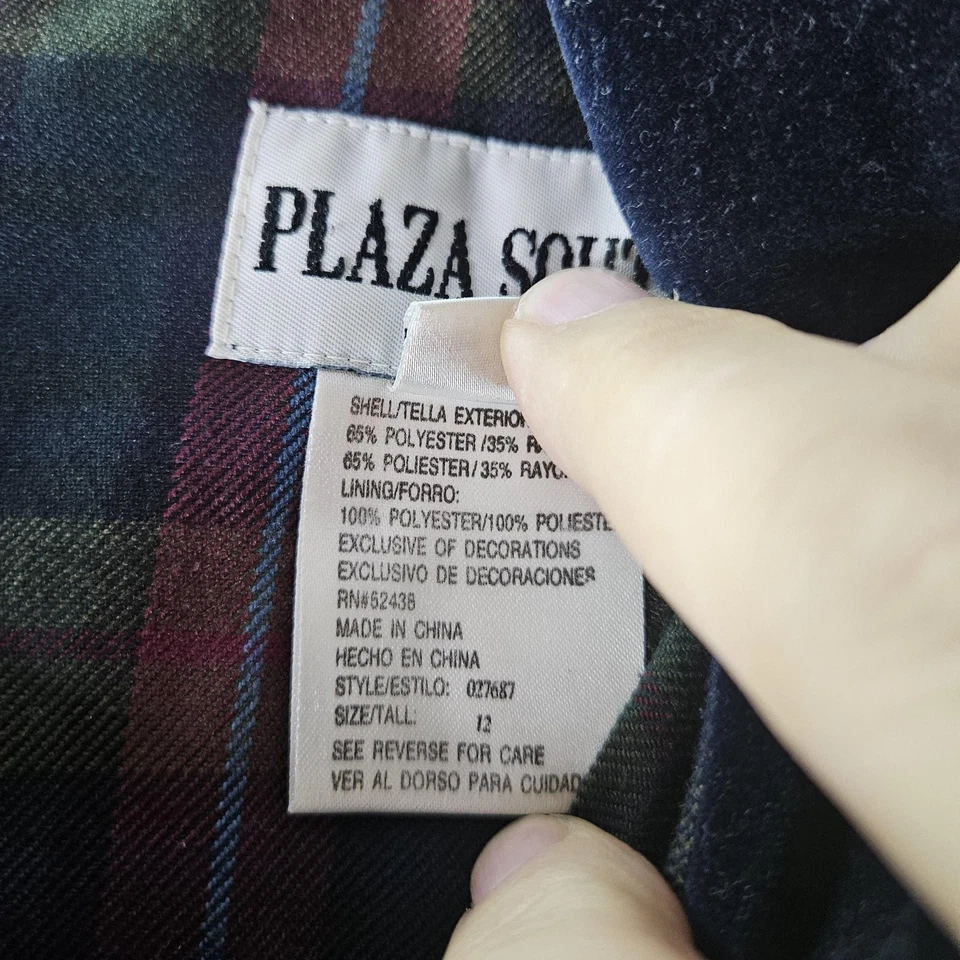 PLAZA SOUT
SHELL/TELLA EXTERIOR
65% POLYESTER/35% R
65% POLIESTER/35% RAYO
LINING/FORRO:
100% POLYESTER/100% POLIESTE
EXCLUSIVE OF DECORATIONS
EXCLUSIVO DE DECORACIONES
RN#52438
MADE IN CHINA
HECHO EN CHINA
STYLE/ESTILO: 027687
SIZE/TALL: 12
SEE REVERSE FOR CARE
VER AL DORSO PARA CUIDAD